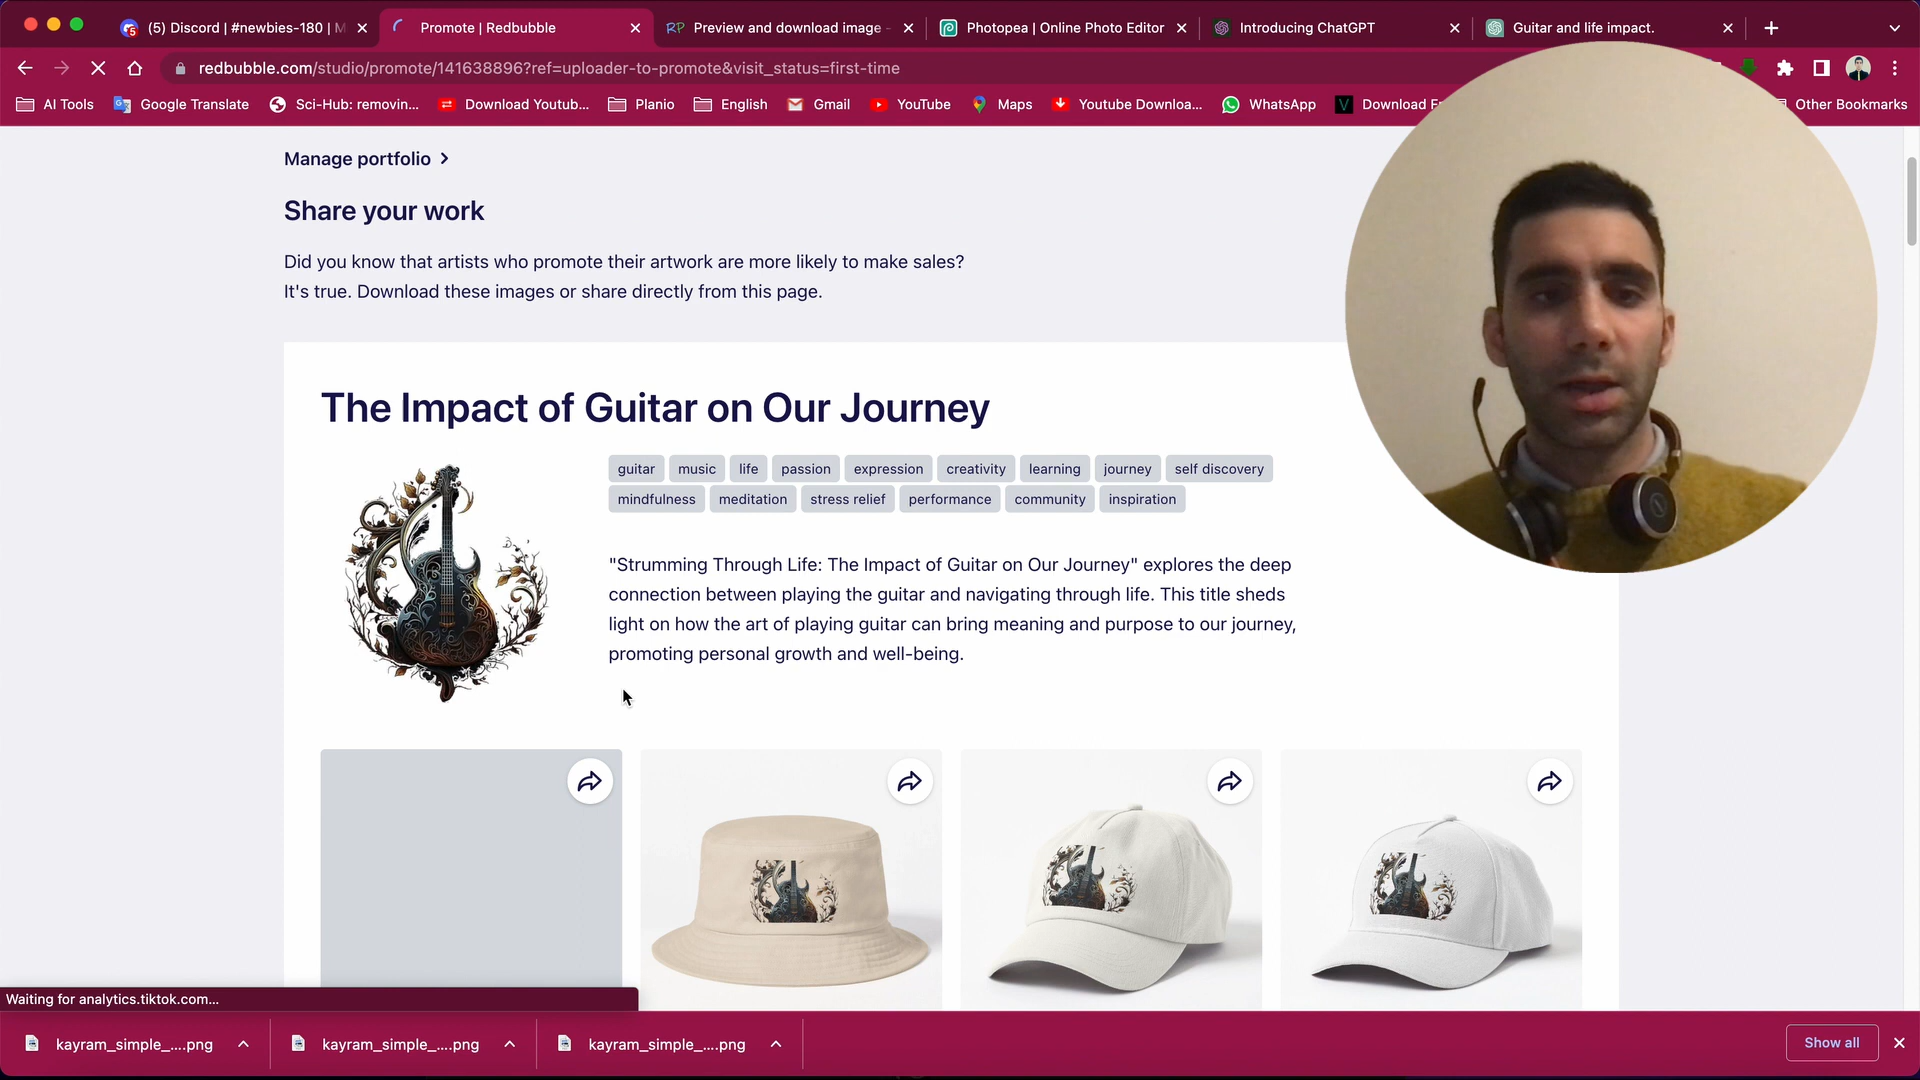 (5) Discord | #newbies-180 | M
Promote | Redbubble
RP Preview and download image -
Photopea | Online Photo Editor
Introducing ChatGPT
Guitar and life impact.
redbubble.com/studio/promote/141638896?ref=uploader-to-promote&visit_status=first-time
AI Tools
Google Translate
Sci-Hub: removin...
Download Youtub...
Planio
English
Gmail
YouTube
Maps
Youtube Downloa...
WhatsApp
Download
Other Bookmarks
Manage portfolio
Share your work
Did you know that artists who promote their artwork are more likely to make sales?
It's true. Download these images or share directly from this page.
The Impact of Guitar on Our Journey
guitar music life passion expression creativity learning journey self discovery
mindfulness meditation stress relief performance community inspiration
"Strumming Through Life: The Impact of Guitar on Our Journey" explores the deep
connection between playing the guitar and navigating through life. This title sheds
light on how the art of playing guitar can bring meaning and purpose to our journey,
promoting personal growth and well-being.
Waiting for analytics.tiktok.com...
kayram_simple_....png
kayram_simple_....png
kayram_simple_....png
Show all